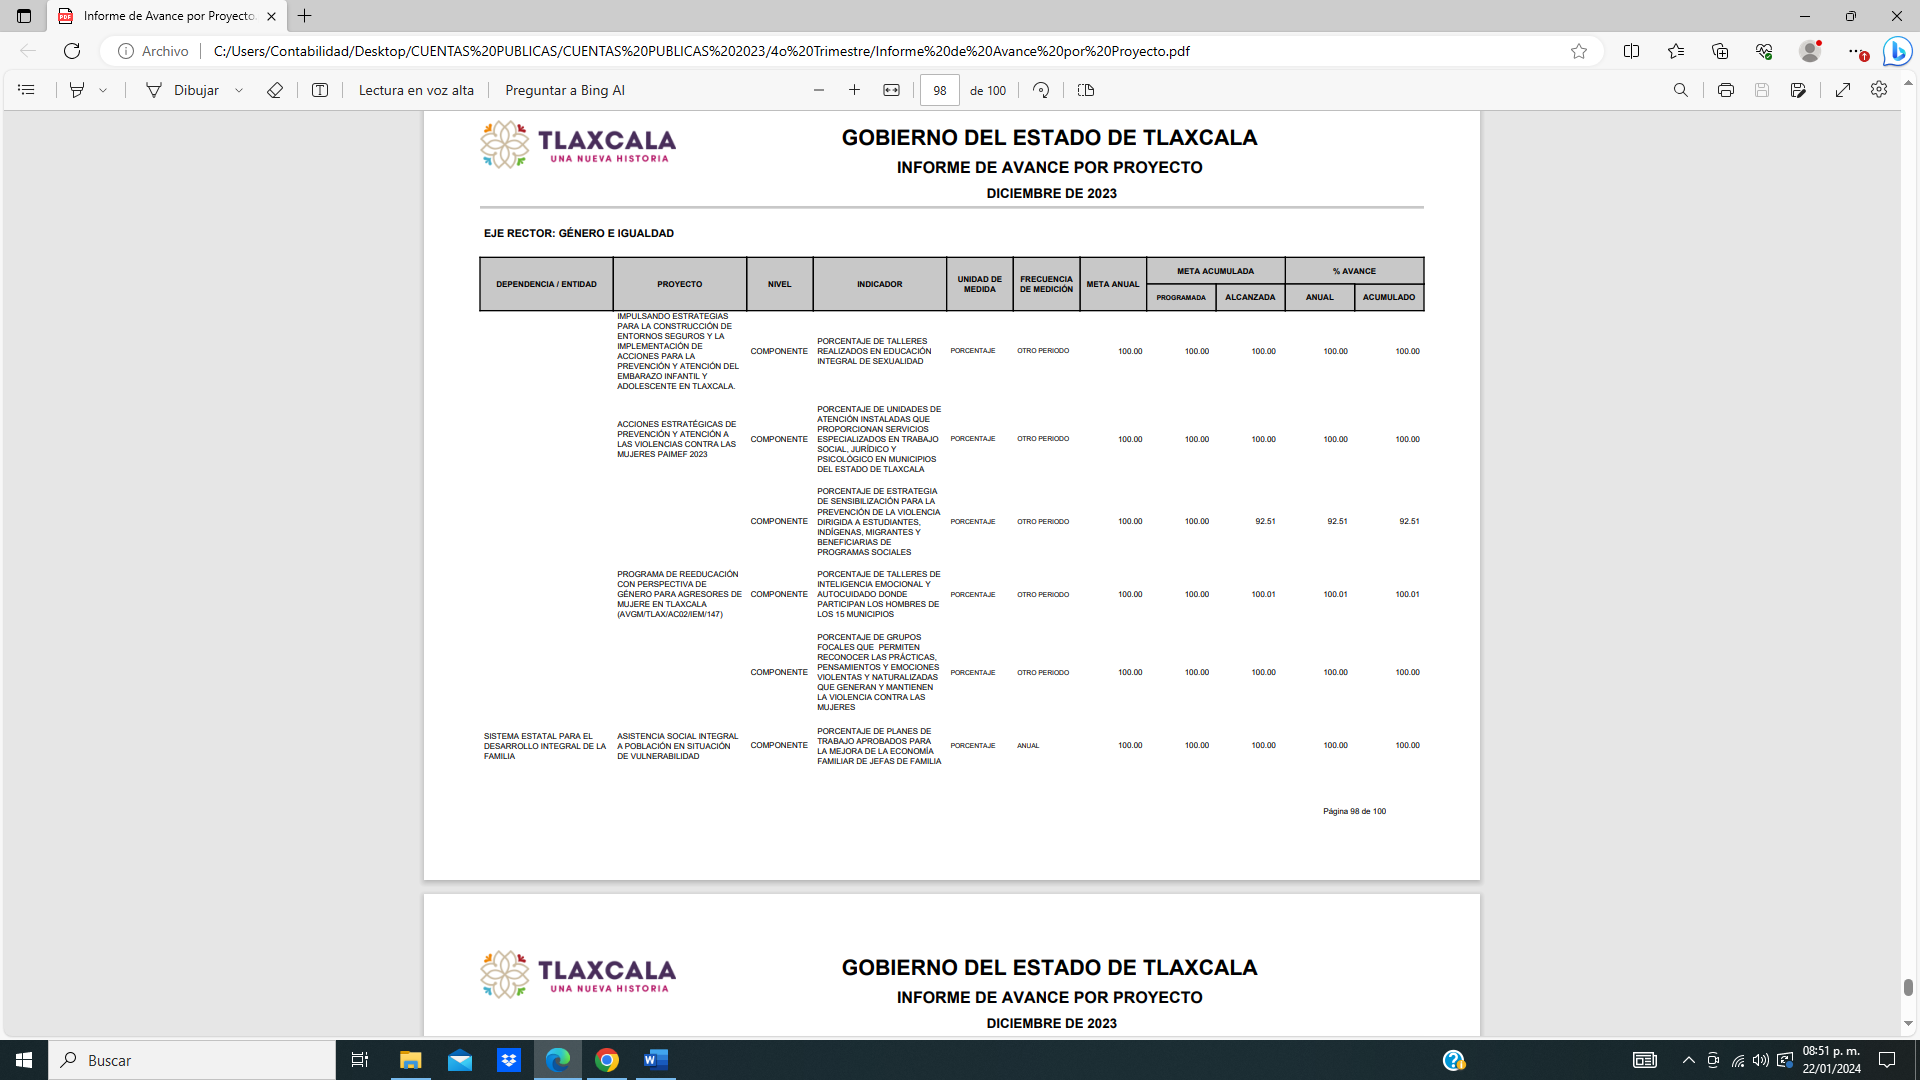 Informe de Avance por Proyecto.
Archivo
C:/Users/Contabilidad/Desktop/CUENTAS%20PUBLICAS/CUENTAS%20PUBLICAS%202023/4o%20Trimestre/Informe%20de%20Avance%20por%20Proyecto.pdf
Dibujar
Lectura en voz alta
Preguntar a Bing AI
98
de 100
TLAXCALA
UNA NUEVA HISTORIA
GOBIERNO DEL ESTADO DE TLAXCALA
INFORME DE AVANCE POR PROYECTO
DICIEMBRE DE 2023
EJE RECTOR: GÉNERO E IGUALDAD
DEPENDENCIA / ENTIDAD
PROYECTO
NIVEL
INDICADOR
UNIDAD DE
MEDIDA
FRECUENCIA
DE MEDICIÓN
META ANUAL
META ACUMULADA
PROGRAMADA
ALCANZADA
% AVANCE
ANUAL
ACUMULADO
IMPULSANDO ESTRATEGIAS
PARA LA CONSTRUCCIÓN DE
ENTORNOS SEGUROS Y LA
IMPLEMENTACIÓN DE
ACCIONES PARA LA
PREVENCIÓN Y ATENCIÓN DEL
EMBARAZO INFANTIL Y
ADOLESCENTE EN TLAXCALA.
COMPONENTE
PORCENTAJE DE TALLERES
REALIZADOS EN EDUCACIÓN
INTEGRAL DE SEXUALIDAD
PORCENTAJE
OTRO PERIODO
100.00
100.00
100.00
100.00
100.00
ACCIONES ESTRATÉGICAS DE
PREVENCIÓN Y ATENCIÓN A
LAS VIOLENCIAS CONTRA LAS
MUJERES PAIMEF 2023
COMPONENTE
PORCENTAJE DE UNIDADES DE
ATENCIÓN INSTALADAS QUE
PROPORCIONAN SERVICIOS
ESPECIALIZADOS EN TRABAJO
SOCIAL, JURÍDICO Y
PSICOLÓGICO EN MUNICIPIOS
DEL ESTADO DE TLAXCALA
PORCENTAJE
OTRO PERIODO
100.00
100.00
100.00
100.00
100.00
COMPONENTE
PORCENTAJE DE ESTRATEGIA
DE SENSIBILIZACIÓN PARA LA
PREVENCIÓN DE LA VIOLENCIA
DIRIGIDA A ESTUDIANTES,
INDÍGENAS, MIGRANTES Y
BENEFICIARIAS DE
PROGRAMAS SOCIALES
PORCENTAJE
OTRO PERIODO
100.00
100.00
92.51
92.51
92.51
PROGRAMA DE REEDUCACIÓN
CON PERSPECTIVA DE
GÉNERO PARA AGRESORES DE
MUJERE EN TLAXCALA
(AVGM/TLAX/AC02/IEM/147)
COMPONENTE
PORCENTAJE DE TALLERES DE
INTELIGENCIA EMOCIONAL Y
AUTOCUIDADO DONDE
PARTICIPAN LOS HOMBRES DE
LOS 15 MUNICIPIOS
PORCENTAJE
OTRO PERIODO
100.00
100.00
100.01
100.01
100.01
COMPONENTE
PORCENTAJE DE GRUPOS
FOCALES QUE  PERMITEN
RECONOCER LAS PRÁCTICAS,
PENSAMIENTOS Y EMOCIONES
VIOLENTAS Y NATURALIZADAS
QUE GENERAN Y MANTIENEN
LA VIOLENCIA CONTRA LAS
MUJERES
PORCENTAJE
OTRO PERIODO
100.00
100.00
100.00
100.00
100.00
SISTEMA ESTATAL PARA EL
DESARROLLO INTEGRAL DE LA
FAMILIA
ASISTENCIA SOCIAL INTEGRAL
A POBLACIÓN EN SITUACIÓN
DE VULNERABILIDAD
COMPONENTE
PORCENTAJE DE PLANES DE
TRABAJO APROBADOS PARA
LA MEJORA DE LA ECONOMÍA
FAMILIAR DE JEFAS DE FAMILIA
PORCENTAJE
ANUAL
100.00
100.00
100.00
100.00
100.00
Página 98 de 100
TLAXCALA
UNA NUEVA HISTORIA
GOBIERNO DEL ESTADO DE TLAXCALA
INFORME DE AVANCE POR PROYECTO
DICIEMBRE DE 2023
Buscar
08:51 p. m.
22/01/2024